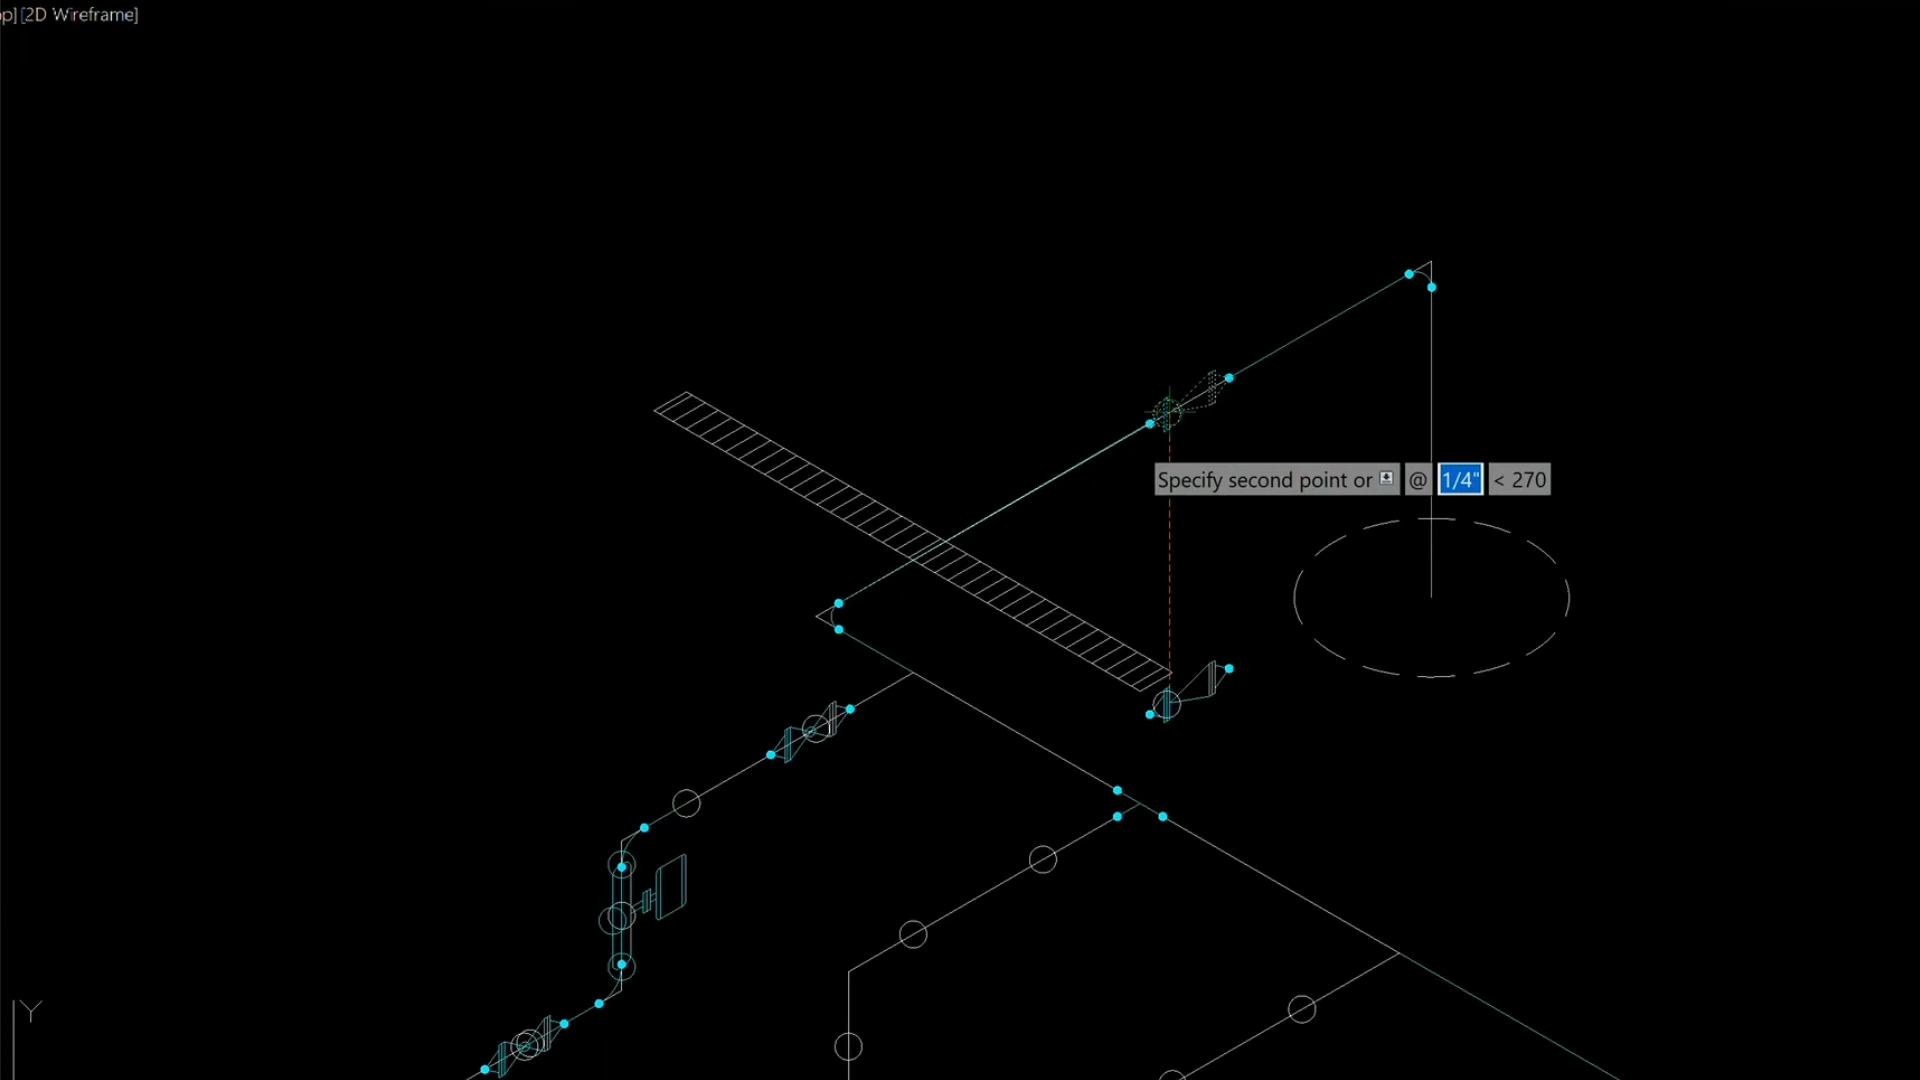 [2D Wireframe]
Specify second point or @ 1/4" < 270
Y